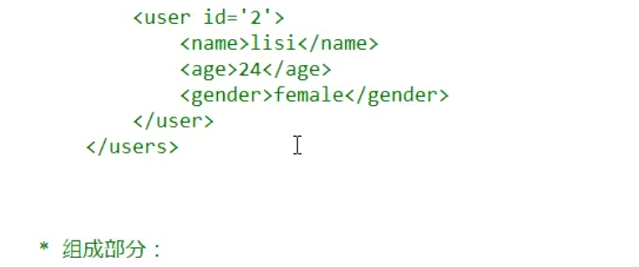 <user id='2'>
<name>lisi</name>
<age>24</age>
<gender>female</gender>
</user>
</users>
* 组成部分：